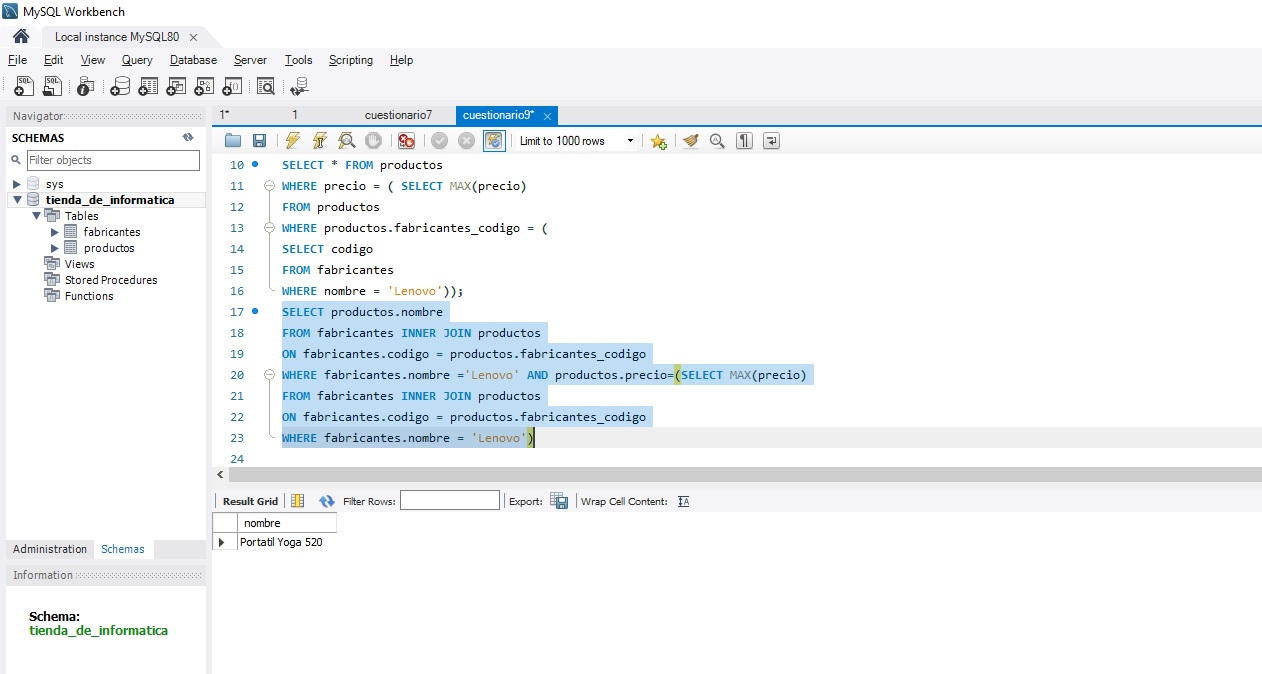 MySQL Workbench
Local instance MySQL80
File Edit View Query Database Server Tools Scripting Help
Navigator
SCHEMAS
Filter objects
sys
tienda_de_informatica
Tables
fabricantes
productos
Views
Stored Procedures
Functions
Administration Schemas
Information
Schema:
tienda_de_informatica
1* 1 cuestionario7 cuestionario9*
Limit to 1000 rows
10 SELECT * FROM productos
11 WHERE precio = ( SELECT MAX(precio)
12 FROM productos
13 WHERE productos.fabricantes_codigo = (
14 SELECT codigo
15 FROM fabricantes
16 WHERE nombre = 'Lenovo'));
17 SELECT productos.nombre
18 FROM fabricantes INNER JOIN productos
19 ON fabricantes.codigo = productos.fabricantes_codigo
20 WHERE fabricantes.nombre ='Lenovo' AND productos.precio=(SELECT MAX(precio)
21 FROM fabricantes INNER JOIN productos
22 ON fabricantes.codigo = productos.fabricantes_codigo
23 WHERE fabricantes.nombre = 'Lenovo')
24
Result Grid Filter Rows: Export: Wrap Cell Content:
nombre
Portatil Yoga 520